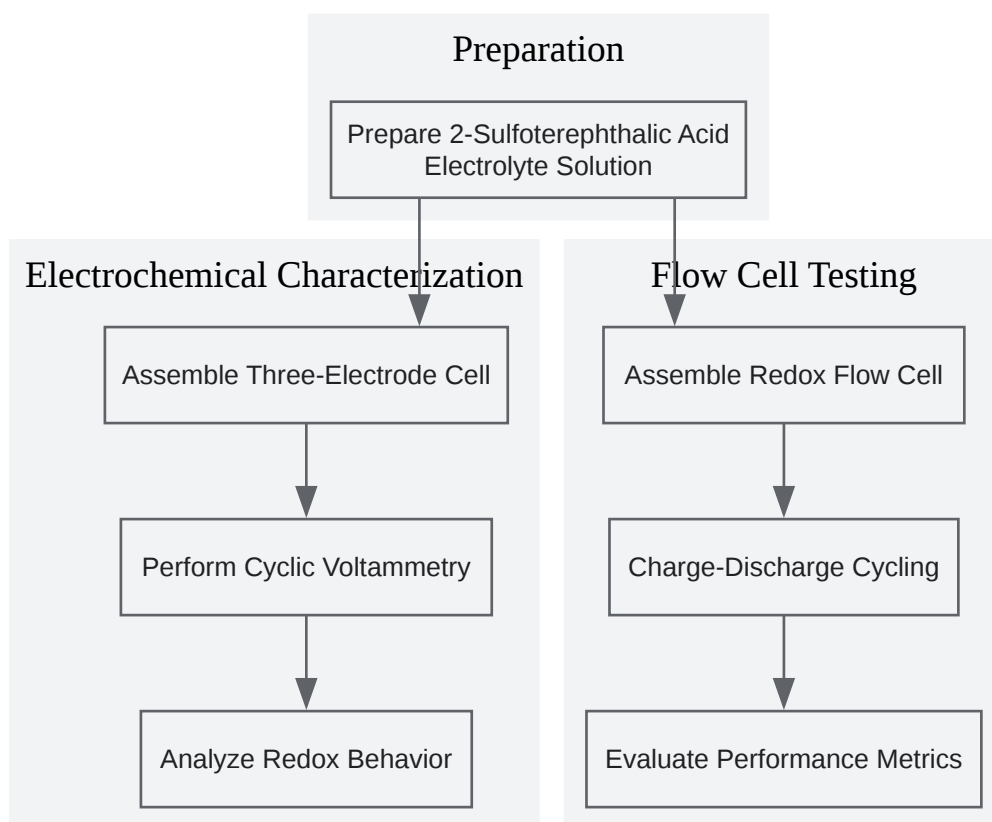 Preparation
Prepare 2-Sulfoterephthalic Acid
Electrolyte Solution
Electrochemical Characterization
Assemble Three-Electrode Cell
Perform Cyclic Voltammetry
Analyze Redox Behavior
Flow Cell Testing
Assemble Redox Flow Cell
Charge-Discharge Cycling
Evaluate Performance Metrics